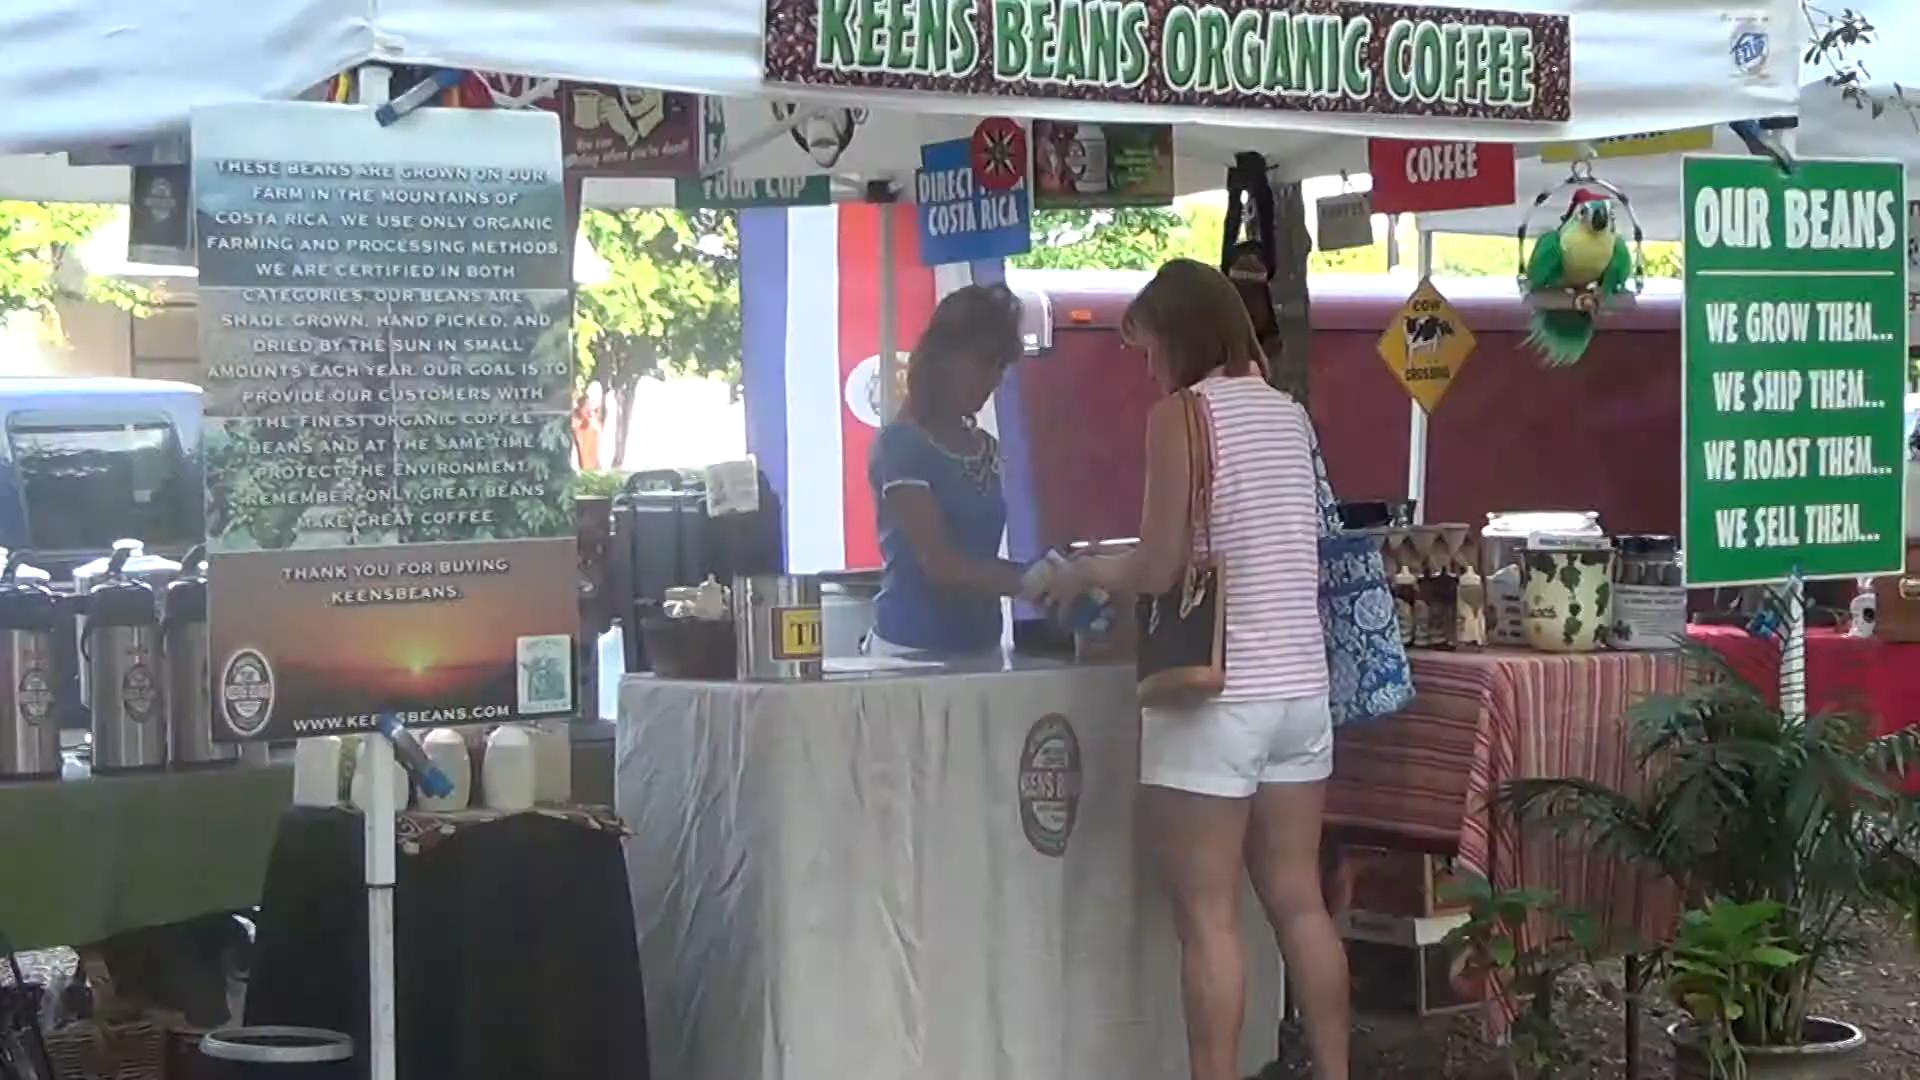 KEENS BEANS ORGANIC COFFEE
THESE BEANS ARE GROWN ON OUR
FARM IN THE MOUNTAINS OF
COSTA RICA. WE USE ONLY ORGANIC
FARMING AND PROCESSING METHODS.
WE ARE CERTIFIED IN BOTH
CATEGORIES. OUR BEANS ARE
SHADE GROWN, HAND PICKED, AND
DRIED BY THE SUN IN SMALL
AMOUNTS EACH YEAR. OUR GOAL IS TO
PROVIDE OUR CUSTOMERS WITH
THE FINEST ORGANIC COFFEE
BEANS AND AT THE SAME TIME
PROTECT THE ENVIRONMENT.
REMEMBER, ONLY GREAT BEANS
MAKE GREAT COFFEE
THANK YOU FOR BUYING
KEENSBEANS.
WWW.KEENSBEANS.COM
YOUR CUP
DIRECT
COSTA RICA
COFFEE
COW
CROSSING
OUR BEANS
WE GROW THEM...
WE SHIP THEM...
WE ROAST THEM...
WE SELL THEM...